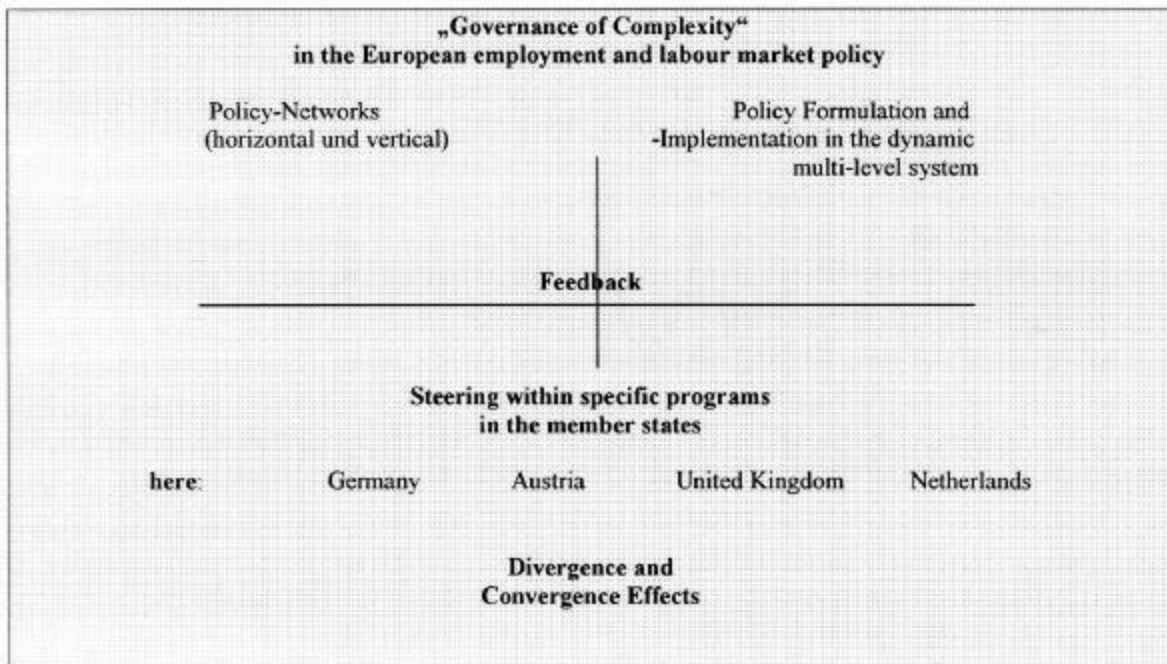 „Governance of Complexity“
in the European employment and labour market policy
Policy-Networks
(horizontal und vertical)
Policy Formulation and
-Implementation in the dynamic
multi-level system
Feedback
Steering within specific programs
in the member states
here: Germany Austria United Kingdom Netherlands
Divergence and
Convergence Effects